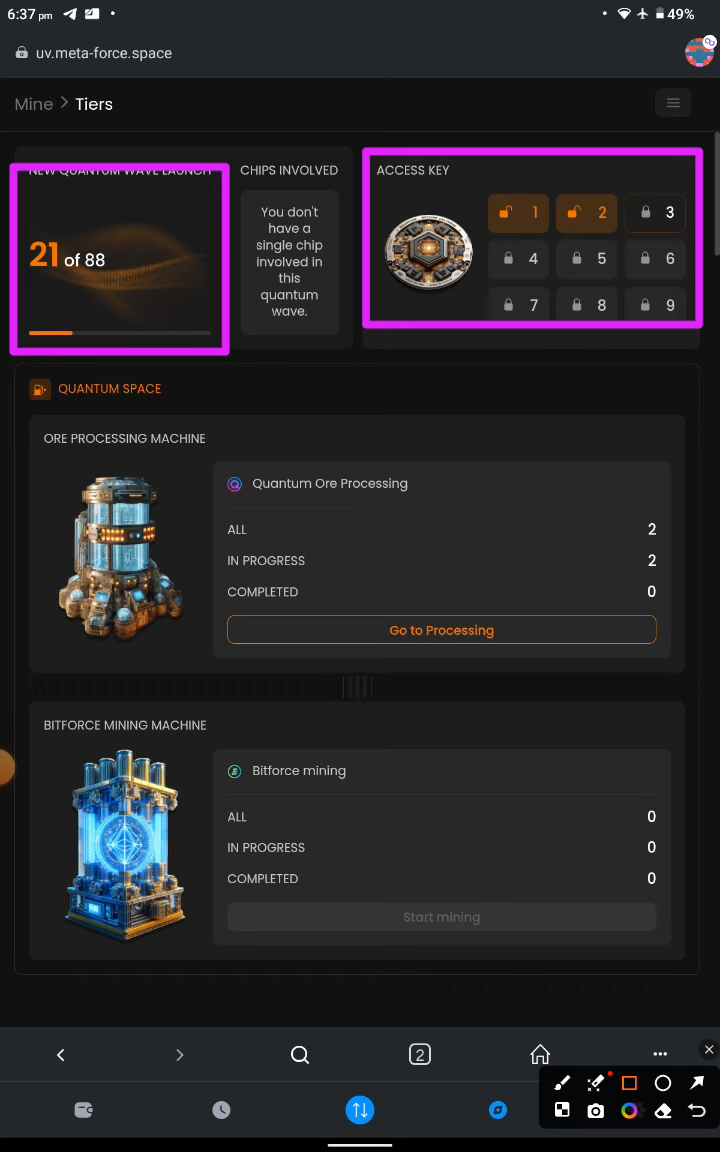 6:37 pm
49%
uv.meta-force.space
Mine > Tiers
NEW QUANTUM WAVE LAUNCH
21 of 88
CHIPS INVOLVED
You don't
have a
single chip
involved in
this
quantum
wave.
ACCESS KEY
1 2 3
4 5 6
7 8 9
QUANTUM SPACE
ORE PROCESSING MACHINE
Quantum Ore Processing
ALL 2
IN PROGRESS 2
COMPLETED 0
Go to Processing
BITFORCE MINING MACHINE
Bitforce mining
ALL 0
IN PROGRESS 0
COMPLETED 0
Start mining
2